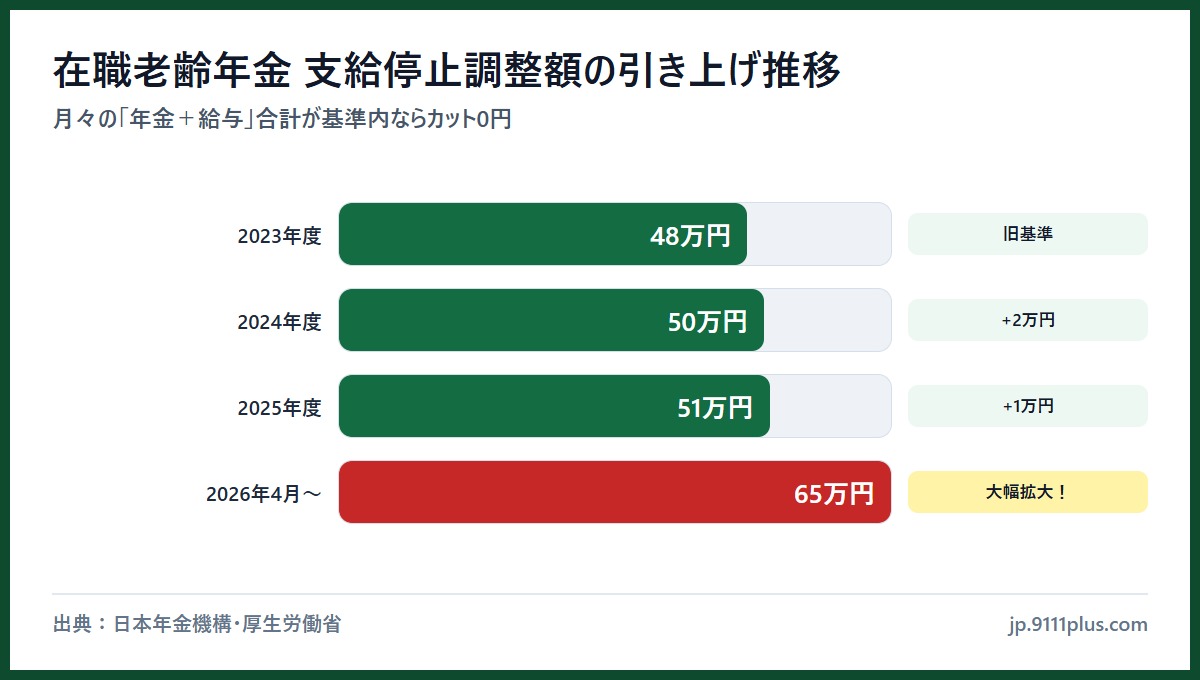 在職老齢年金 支給停止調整額の引き上げ推移
月々の「年金＋給与」合計が基準内ならカット0円
2023年度 48万円 旧基準
2024年度 50万円 +2万円
2025年度 51万円 +1万円
2026年4月～ 65万円 大幅拡大！
出典：日本年金機構･厚生労働省
jp.9111plus.com